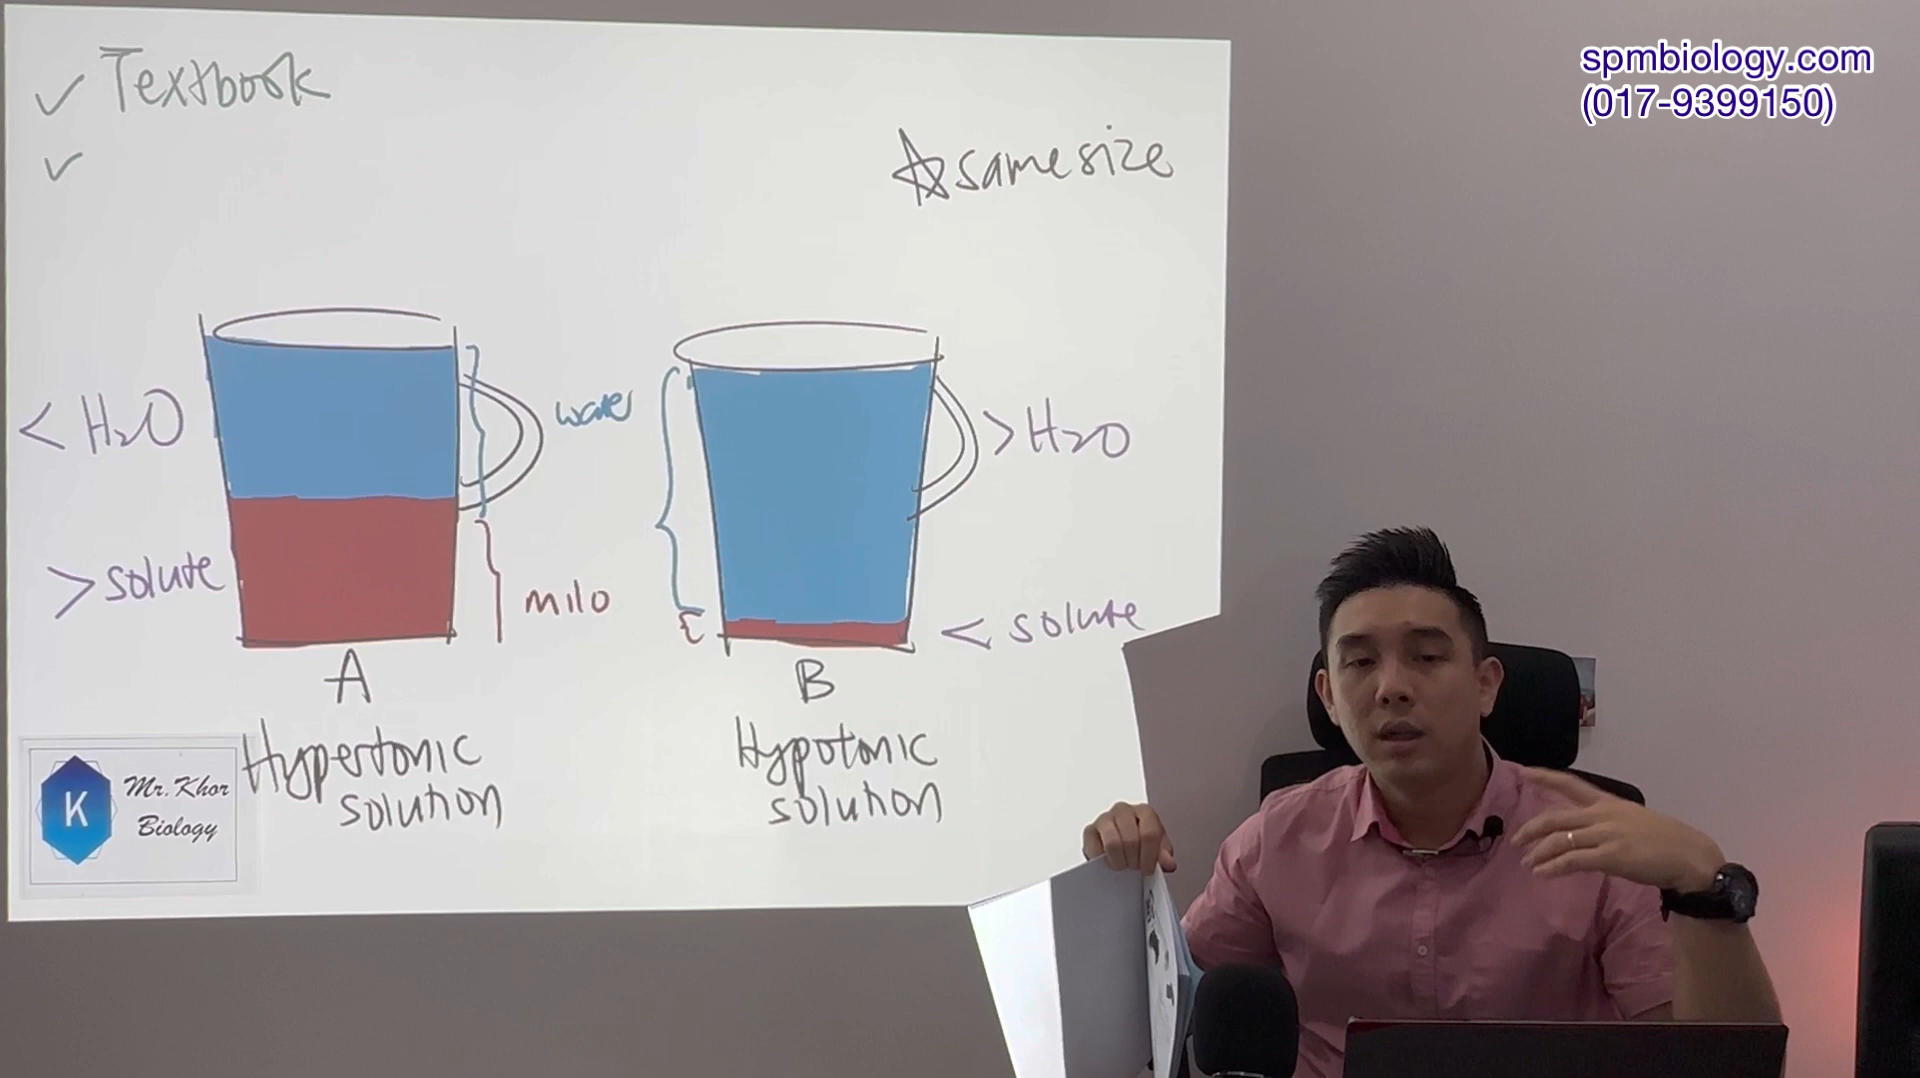 spmbiology.com
(017-9399150)
✓ Textbook
✓
☆ same size
< H2O
water
> H2O
> solute
milo
< solute
A
B
Hypertonic
solution
Hypotonic
solution
K
Mr. Khor
Biology